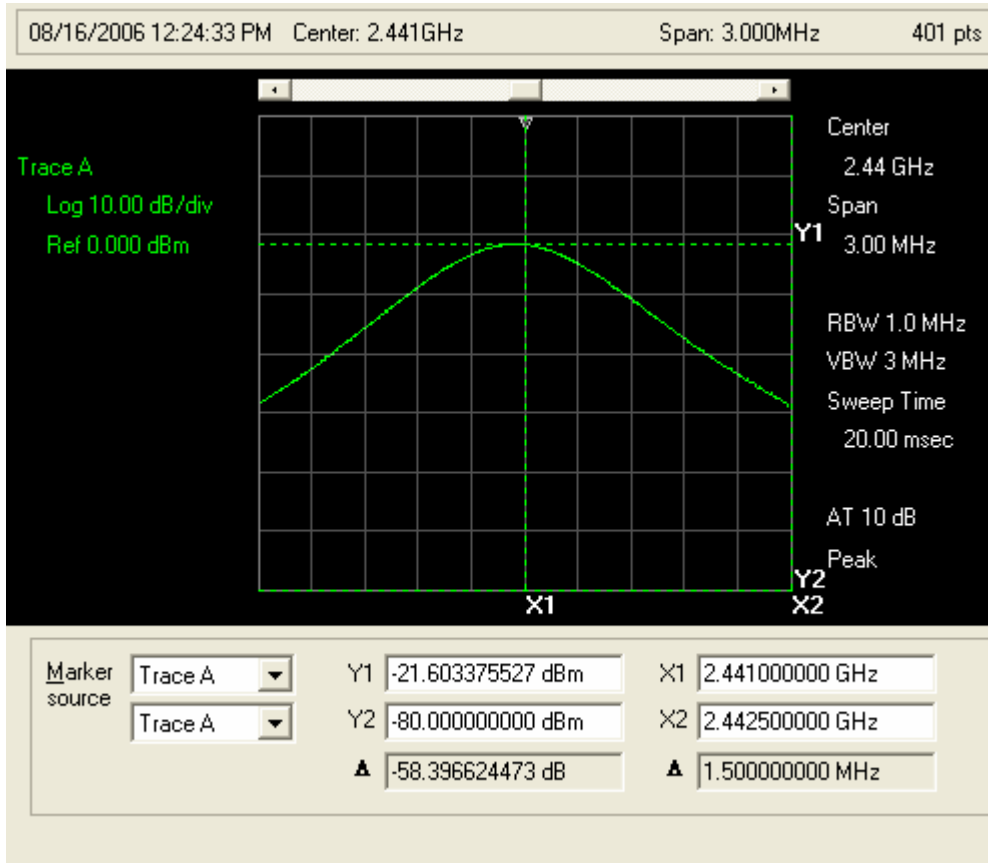 08/16/2006 12:24:33 PM Center: 2.441GHz Span: 3.000MHz 401 pts
Trace A
Log 10.00 dB/div
Ref 0.000 dBm
Y1
Y2
X1
X2
Center
2.44 GHz
Span
3.00 MHz
RBW 1.0 MHz
VBW 3 MHz
Sweep Time
20.00 msec
AT 10 dB
Peak
Marker
source
Trace A
Trace A
Y1 -21.603375527 dBm
Y2 -80.000000000 dBm
Δ -58.396624473 dB
X1 2.441000000 GHz
X2 2.442500000 GHz
Δ 1.500000000 MHz